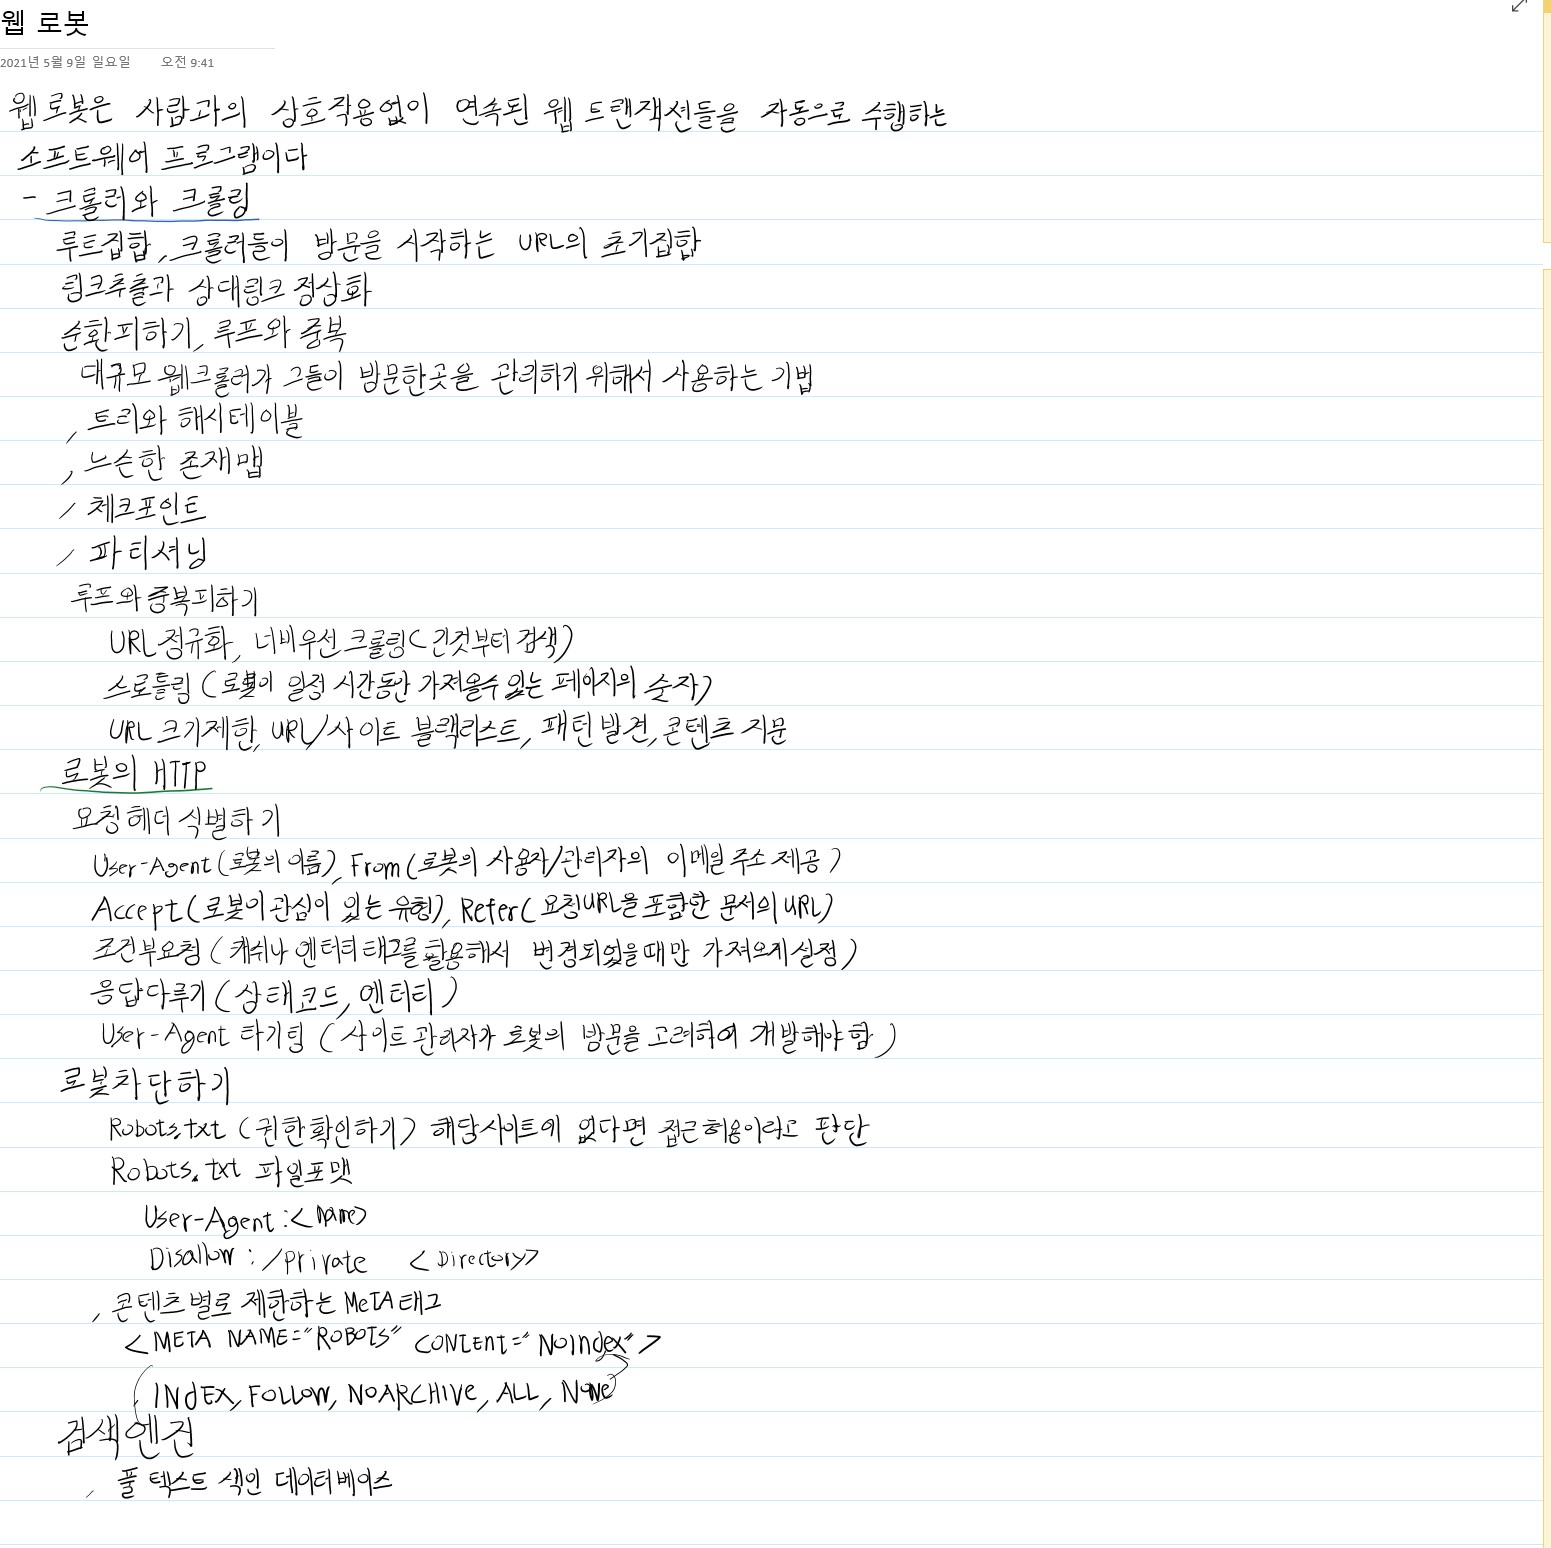 웹 로봇
2021년 5월 9일 일요일 오전 9:41
웹 로봇은 사람과의 상호작용없이 연속된 웹 트랜잭션들을 자동으로 수행하는
소프트웨어 프로그램이다
- 크롤러와 크롤링
루트집합, 크롤러들이 방문을 시작하는 URL의 초기집합
링크추출과 상대링크 정상화
순환피하기, 루프와 중복
대규모 웹크롤러가 그들이 방문한곳을 관리하기 위해서 사용하는 기법
, 트리와 해시테이블
, 느슨한 존재맵
, 체크포인트
, 파티셔닝
루프와 중복피하기
URL 정규화, 너비우선 크롤링( 긴것부터 검색)
스로틀링 (로봇이 일정 시간동안 가져올수 있는 페이지의 숫자)
URL 크기제한, URL/사이트 블랙리스트, 패턴 발견, 콘텐츠 지문
로봇의 HTTP
요청헤더 식별하기
User-Agent (로봇의 이름), From (로봇의 사용자/관리자의 이메일 주소 제공)
Accept (로봇이 관심이 있는 유형), Refer( 요청URL을 포함한 문서의 URL)
조건부요청 (캐쉬나 엔터티 태그를 활용해서 변경되었을때만 가져오게 설정)
응답다루기 (상태코드, 엔터티)
User-Agent 타기팅 (사이트 관리자가 로봇의 방문을 고려하여 개발해야 함)
로봇차단하기
Robots.txt (권한확인하기) 해당사이트에 없다면 접근허용이라고 판단
Robots.txt 파일포맷
User-Agent :<name>
Disallow : /private <Directory>
, 콘텐츠별로 제한하는 MeTA태그
<META NAME="ROBOTS" CONTEnt="NoIndex">
(INDEX, FOLLOW, NOARCHIVE, ALL, None)
검색엔진
, 풀 텍스트 색인 데이터베이스